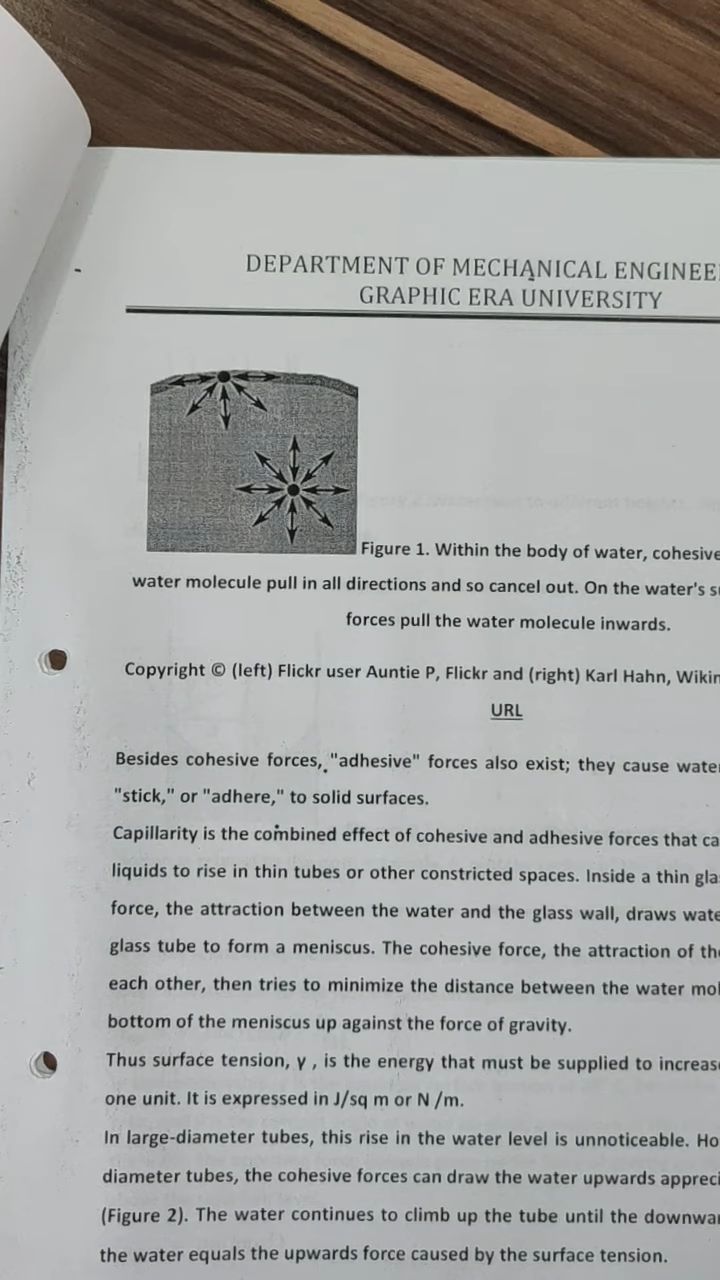 DEPARTMENT OF MECHANICAL ENGINEE
GRAPHIC ERA UNIVERSITY
Figure 1. Within the body of water, cohesive
water molecule pull in all directions and so cancel out. On the water's s
forces pull the water molecule inwards.
Copyright © (left) Flickr user Auntie P, Flickr and (right) Karl Hahn, Wikim
URL
Besides cohesive forces, "adhesive" forces also exist; they cause wate
"stick," or "adhere," to solid surfaces.
Capillarity is the combined effect of cohesive and adhesive forces that ca
liquids to rise in thin tubes or other constricted spaces. Inside a thin gla
force, the attraction between the water and the glass wall, draws wate
glass tube to form a meniscus. The cohesive force, the attraction of the
each other, then tries to minimize the distance between the water mol
bottom of the meniscus up against the force of gravity.
Thus surface tension, γ , is the energy that must be supplied to increase
one unit. It is expressed in J/sq m or N /m.
In large-diameter tubes, this rise in the water level is unnoticeable. Ho
diameter tubes, the cohesive forces can draw the water upwards appreci
(Figure 2). The water continues to climb up the tube until the downwar
the water equals the upwards force caused by the surface tension.